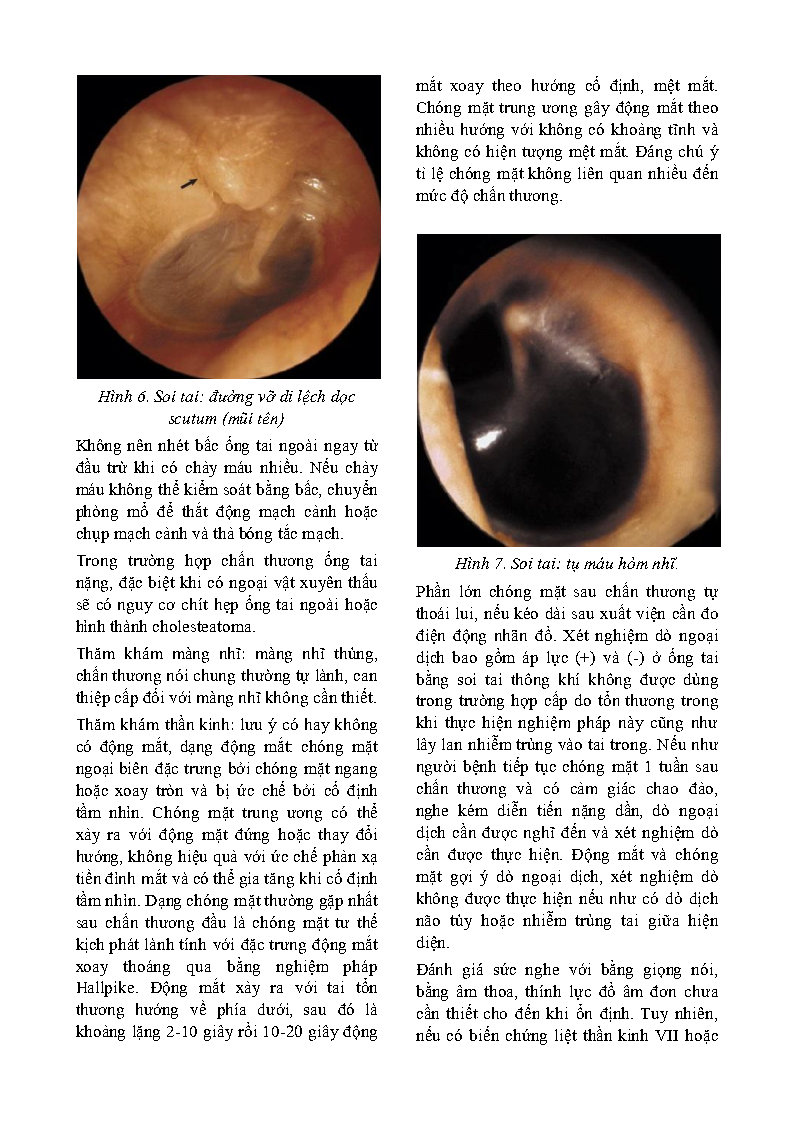 Hình 6. Soi tai: đường vỡ di lệch dọc
scutum (mũi tên)
Không nên nhét bấc ống tai ngoài ngay từ
đầu trừ khi có chảy máu nhiều. Nếu chảy
máu không thể kiểm soát bằng bấc, chuyển
phòng mổ để thắt động mạch cảnh hoặc
chụp mạch cảnh và thả bóng tắc mạch.
Trong trường hợp chấn thương ống tai
nặng, đặc biệt khi có ngoại vật xuyên thấu
sẽ có nguy cơ chít hẹp ống tai ngoài hoặc
hình thành cholesteatoma.
Thăm khám màng nhĩ: màng nhĩ thủng,
chấn thương nói chung thường tự lành, can
thiệp cấp đối với màng nhĩ không cần thiết.
Thăm khám thần kinh: lưu ý có hay không
có động mắt, dạng động mắt: chóng mặt
ngoại biên đặc trưng bởi chóng mặt ngang
hoặc xoay tròn và bị ức chế bởi cố định
tầm nhìn. Chóng mặt trung ương có thể
xảy ra với động mặt đứng hoặc thay đổi
hướng, không hiệu quả với ức chế phản xạ
tiền đình mắt và có thể gia tăng khi cố định
tầm nhìn. Dạng chóng mặt thường gặp nhất
sau chấn thương đầu là chóng mặt tư thế
kịch phát lành tính với đặc trưng động mắt
xoay thoáng qua bằng nghiệm pháp
Hallpike. Động mắt xảy ra với tai tổn
thương hướng về phía dưới, sau đó là
khoảng lặng 2-10 giây rồi 10-20 giây động
mắt xoay theo hướng cố định, mệt mắt.
Chóng mặt trung ương gây động mắt theo
nhiều hướng với không có khoảng tĩnh và
không có hiện tượng mệt mắt. Đáng chú ý
tỉ lệ chóng mặt không liên quan nhiều đến
mức độ chấn thương.
Hình 7. Soi tai: tụ máu hòm nhĩ.
Phần lớn chóng mặt sau chấn thương tự
thoái lui, nếu kéo dài sau xuất viện cần đo
điện động nhãn đồ. Xét nghiệm dò ngoại
dịch bao gồm áp lực (+) và (-) ở ống tai
bằng soi tai thông khí không được dùng
trong trường hợp cấp do tổn thương trong
khi thực hiện nghiệm pháp này cũng như
lây lan nhiễm trùng vào tai trong. Nếu như
người bệnh tiếp tục chóng mặt 1 tuần sau
chấn thương và có cảm giác chao đảo,
nghe kém diễn tiến nặng dần, dò ngoại
dịch cần được nghĩ đến và xét nghiệm dò
cần được thực hiện. Động mắt và chóng
mặt gợi ý dò ngoại dịch, xét nghiệm dò
không được thực hiện nếu như có dò dịch
não tủy hoặc nhiễm trùng tai giữa hiện
diện.
Đánh giá sức nghe với bằng giọng nói,
bằng âm thoa, thính lực đồ âm đơn chưa
cần thiết cho đến khi ổn định. Tuy nhiên,
nếu có biến chứng liệt thần kinh VII hoặc